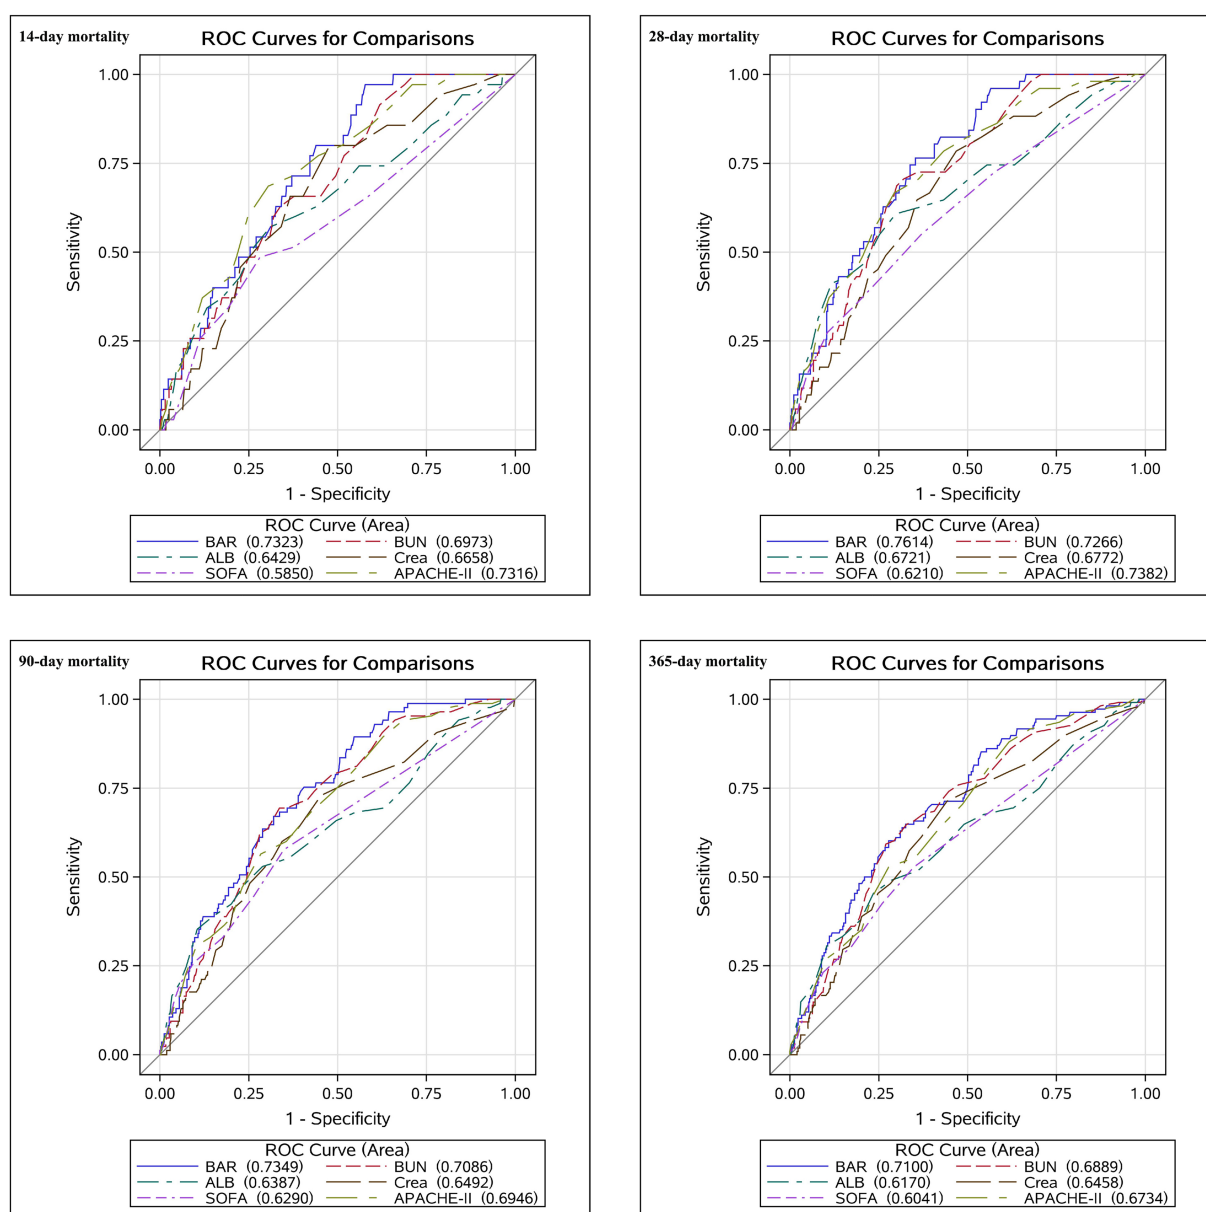 14-day mortality
ROC Curves for Comparisons
1.00
0.75
0.50
0.25
0.00
Sensitivity
0.00 0.25 0.50 0.75 1.00
1 - Specificity
ROC Curve (Area)
BAR (0.7323) BUN (0.6973)
ALB (0.6429) Crea (0.6658)
SOFA (0.5850) APACHE-II (0.7316)
28-day mortality
ROC Curves for Comparisons
1.00
0.75
0.50
0.25
0.00
Sensitivity
0.00 0.25 0.50 0.75 1.00
1 - Specificity
ROC Curve (Area)
BAR (0.7614) BUN (0.7266)
ALB (0.6721) Crea (0.6772)
SOFA (0.6210) APACHE-II (0.7382)
90-day mortality
ROC Curves for Comparisons
1.00
0.75
0.50
0.25
0.00
Sensitivity
0.00 0.25 0.50 0.75 1.00
1 - Specificity
ROC Curve (Area)
BAR (0.7349) BUN (0.7086)
ALB (0.6387) Crea (0.6492)
SOFA (0.6290) APACHE-II (0.6946)
365-day mortality
ROC Curves for Comparisons
1.00
0.75
0.50
0.25
0.00
Sensitivity
0.00 0.25 0.50 0.75 1.00
1 - Specificity
ROC Curve (Area)
BAR (0.7100) BUN (0.6889)
ALB (0.6170) Crea (0.6458)
SOFA (0.6041) APACHE-II (0.6734)